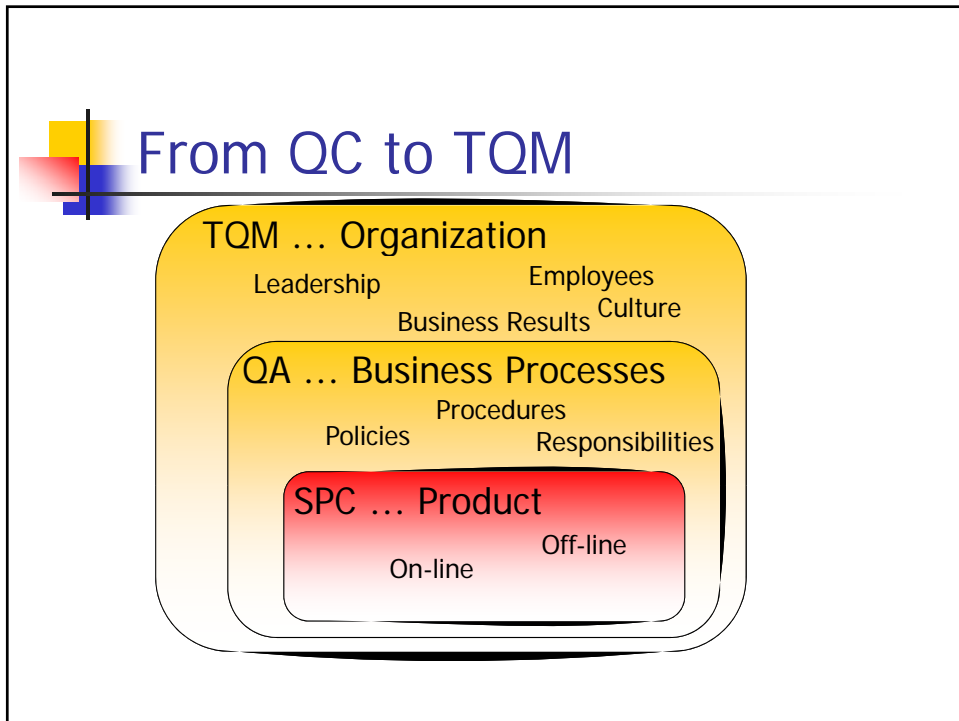 From QC to TQM
TQM … Organization
Leadership
Employees
Business Results
Culture
QA … Business Processes
Procedures
Policies
Responsibilities
SPC … Product
Off-line
On-line